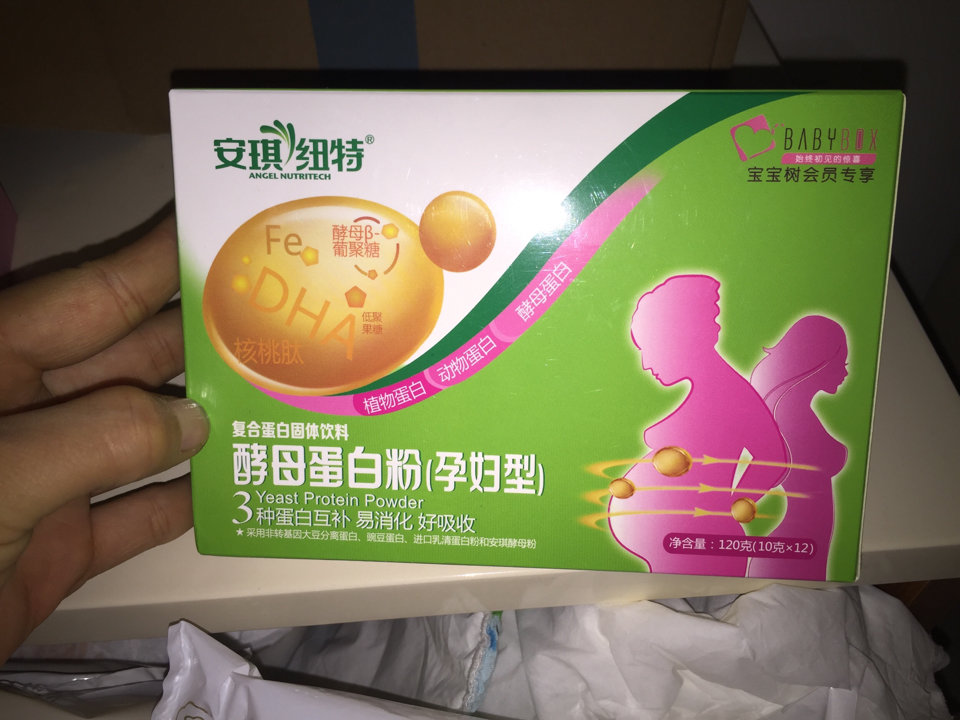 安琪纽特®
ANGEL NUTRITECH
BABYBOX
始终初见的惊喜
宝宝树会员专享
Fe
酵母β-
葡聚糖
DHA
低聚
果糖
核桃肽
植物蛋白
动物蛋白
酵母蛋白
复合蛋白固体饮料
酵母蛋白粉(孕妇型)
Yeast Protein Powder
3种蛋白互补 易消化 好吸收
★采用非转基因大豆分离蛋白、豌豆蛋白、进口乳清蛋白粉和安琪酵母粉
净含量：120克(10克×12)